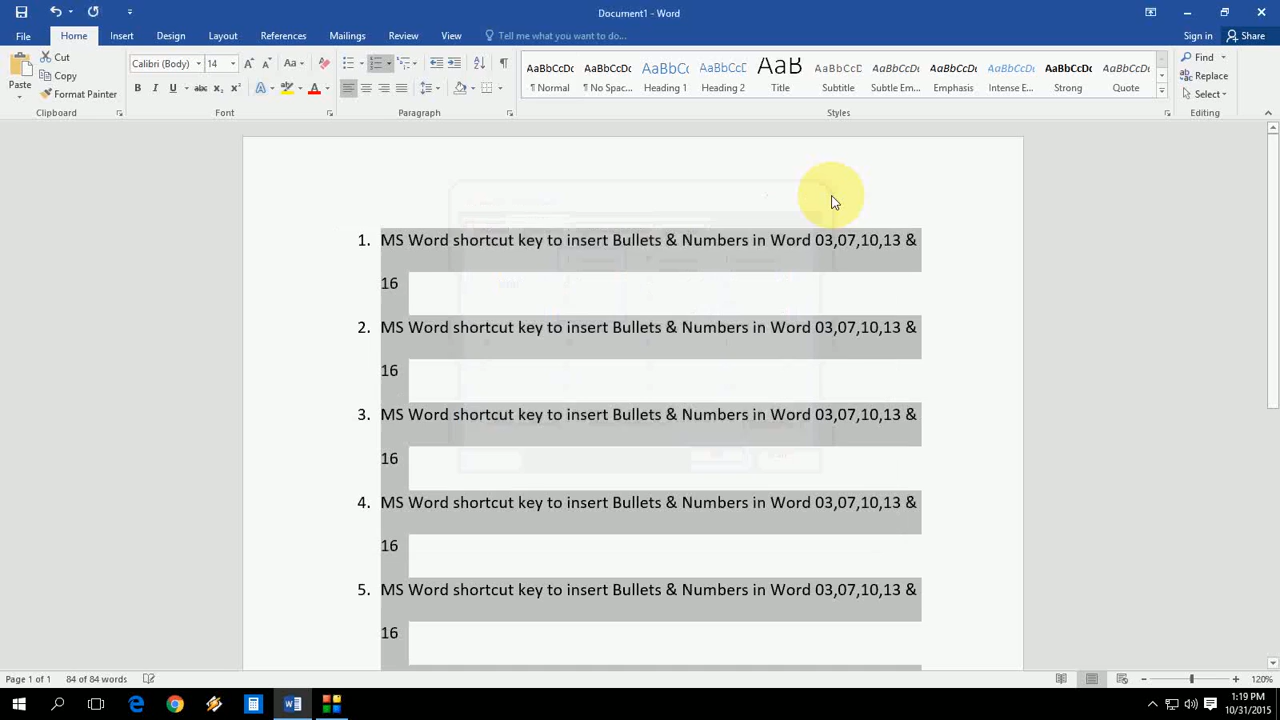 Document1 - Word
File Home Insert Design Layout References Mailings Review View Tell me what you want to do... Sign in Share
Paste
Cut
Copy
Format Painter
Clipboard
Calibri (Body) 14 Aa
B I U abc x₂ x² A A
Font
Paragraph
AaBbCcDc AaBbCcDc AaBbCc AaBbCcE AaB AaBbCcD AaBbCcDc AaBbCcDc AaBbCcDc AaBbCcDc AaBbCcDc
¶ Normal ¶ No Spac... Heading 1 Heading 2 Title Subtitle Subtle Em... Emphasis Intense E... Strong Quote
Styles
Find
Replace
Select
Editing
1. MS Word shortcut key to insert Bullets & Numbers in Word 03,07,10,13 &
16
2. MS Word shortcut key to insert Bullets & Numbers in Word 03,07,10,13 &
16
3. MS Word shortcut key to insert Bullets & Numbers in Word 03,07,10,13 &
16
4. MS Word shortcut key to insert Bullets & Numbers in Word 03,07,10,13 &
16
5. MS Word shortcut key to insert Bullets & Numbers in Word 03,07,10,13 &
16
Page 1 of 1 84 of 84 words 120%
1:19 PM
10/31/2015